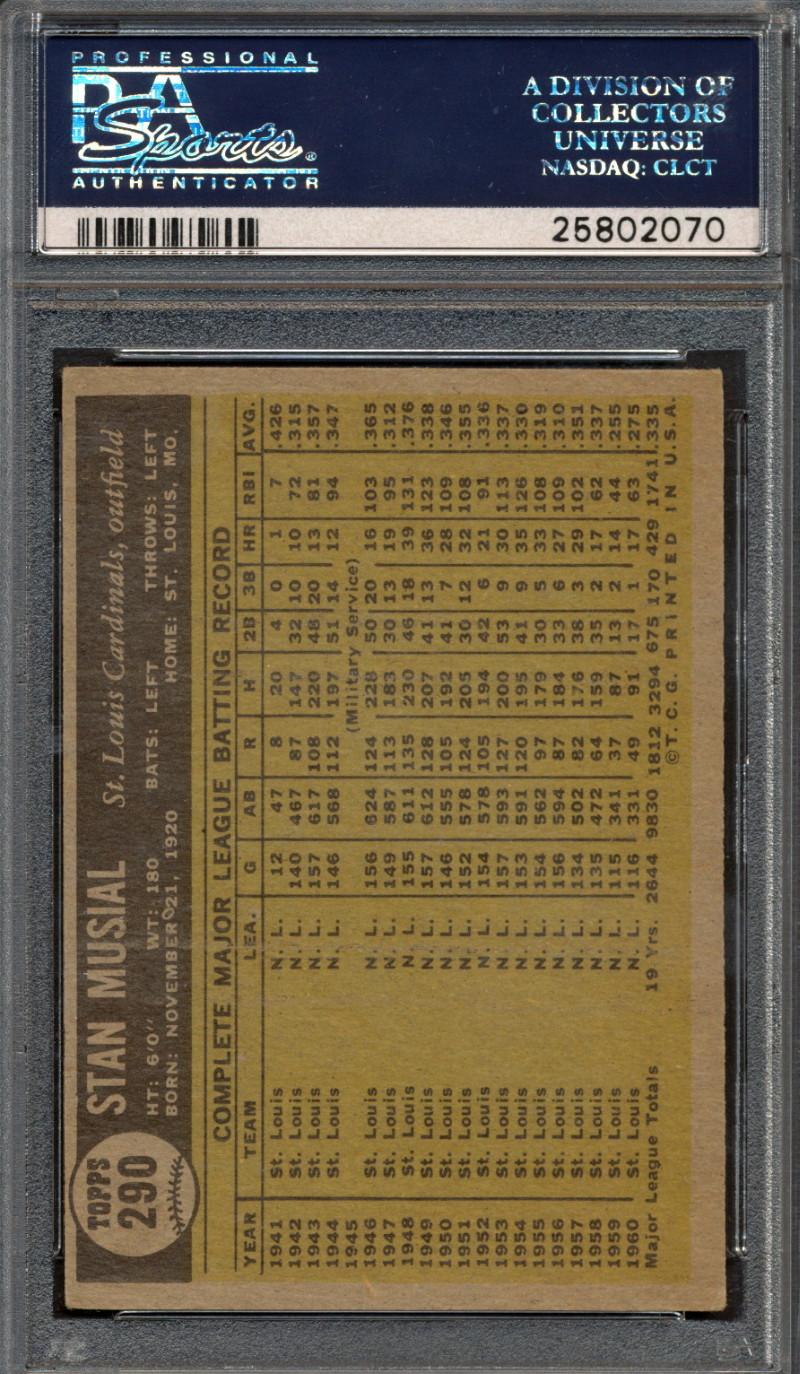 PROFESSIONAL
PSA
Sports®
AUTHENTICATOR
A DIVISION OF
COLLECTORS
UNIVERSE
NASDAQ: CLCT
25802070
TOPPS
290
STAN MUSIAL St. Louis Cardinals, outfield
HT: 6'0" WT: 180 BATS: LEFT THROWS: LEFT
BORN: NOVEMBER 21, 1920 HOME: ST. LOUIS, MO.
COMPLETE MAJOR LEAGUE BATTING RECORD
YEAR TEAM LEA. G AB R H 2B 3B HR RBI AVG.
1941 St. Louis N. L. 12 47 8 20 4 0 1 7 .426
1942 St. Louis N. L. 140 467 87 147 32 10 10 72 .315
1943 St. Louis N. L. 157 617 108 220 48 20 13 81 .357
1944 St. Louis N. L. 146 568 112 197 51 14 12 94 .347
1945 (Military Service)
1946 St. Louis N. L. 156 624 124 228 50 20 16 103 .365
1947 St. Louis N. L. 149 587 113 183 30 13 19 95 .312
1948 St. Louis N. L. 155 611 135 230 46 18 39 131 .376
1949 St. Louis N. L. 157 612 128 207 41 13 36 123 .338
1950 St. Louis N. L. 146 555 105 192 41 7 28 109 .346
1951 St. Louis N. L. 152 578 124 205 30 12 32 108 .355
1952 St. Louis N. L. 154 578 105 194 42 6 21 91 .336
1953 St. Louis N. L. 157 593 127 200 53 9 30 113 .337
1954 St. Louis N. L. 153 591 120 195 41 9 35 126 .330
1955 St. Louis N. L. 154 562 97 179 30 5 33 108 .319
1956 St. Louis N. L. 156 594 87 184 33 6 27 109 .310
1957 St. Louis N. L. 134 502 82 176 38 3 29 102 .351
1958 St. Louis N. L. 135 472 64 159 35 2 17 62 .337
1959 St. Louis N. L. 115 341 37 87 13 2 14 44 .255
1960 St. Louis N. L. 116 331 49 91 17 1 17 63 .275
Major League Totals 19 Yrs. 2644 9830 1812 3294 675 170 429 1741 .335
©T. C. G. PRINTED IN U.S.A.